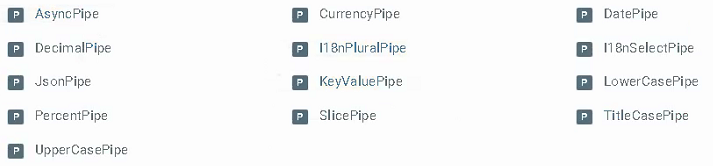 P AsyncPipe P CurrencyPipe P DatePipe
P DecimalPipe P I18nPluralPipe P I18nSelectPipe
P JsonPipe P KeyValuePipe P LowerCasePipe
P PercentPipe P SlicePipe P TitleCasePipe
P UpperCasePipe